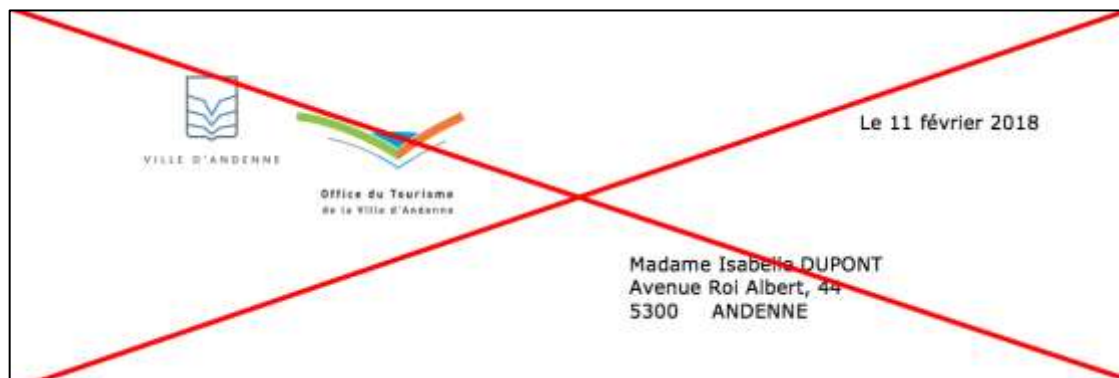 VILLE D'ANDENNE
Office du Tourisme
de la Ville d'Andenne
Le 11 février 2018
Madame Isabelle DUPONT
Avenue Roi Albert, 44
5300 ANDENNE